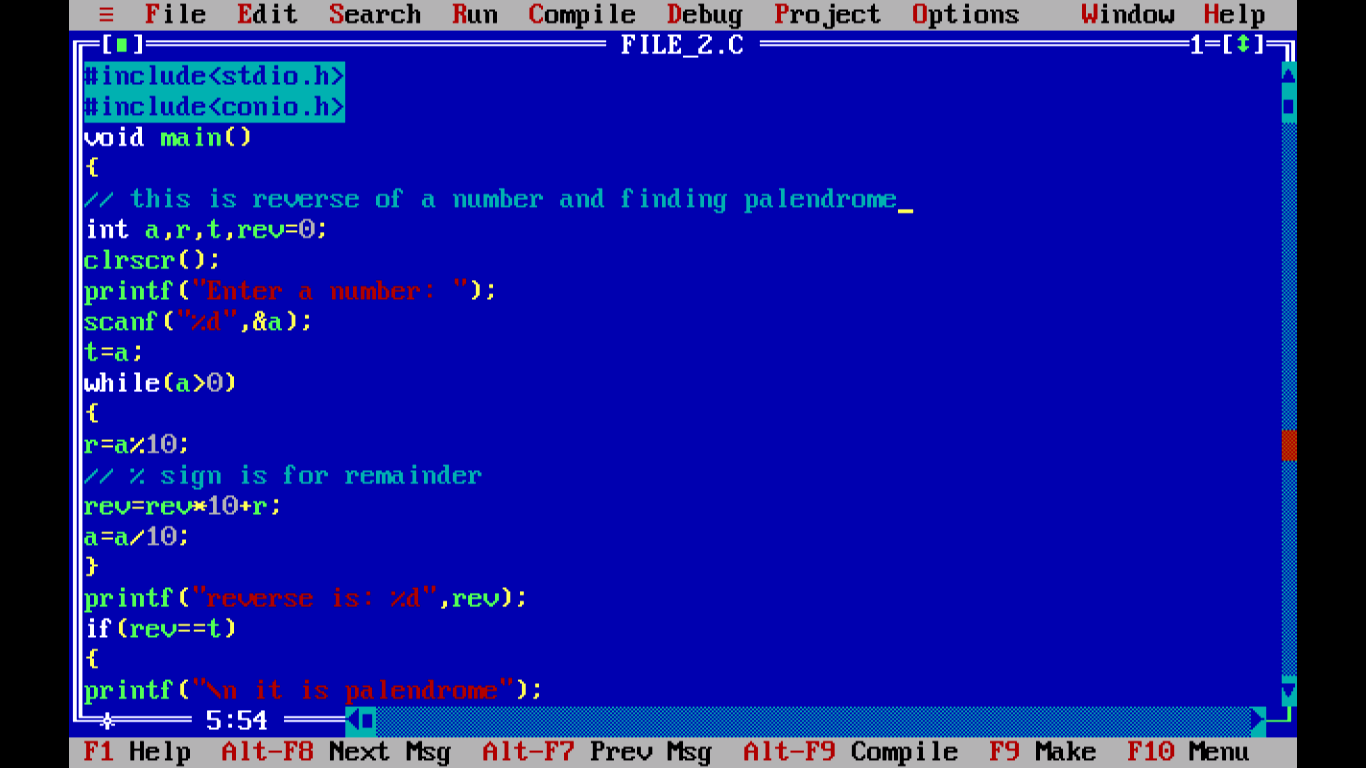 ≡ File Edit Search Run Compile Debug Project Options Window Help
[■] FILE_2.C 1=[↕]
#include<stdio.h>
#include<conio.h>
void main()
{
// this is reverse of a number and finding palendrome_
int a,r,t,rev=0;
clrscr();
printf("Enter a number: ");
scanf("%d",&a);
t=a;
while(a>0)
{
r=a%10;
// % sign is for remainder
rev=rev*10+r;
a=a/10;
}
printf("reverse is: %d",rev);
if(rev==t)
{
printf("\n it is palendrome");
5:54
F1 Help Alt-F8 Next Msg Alt-F7 Prev Msg Alt-F9 Compile F9 Make F10 Menu